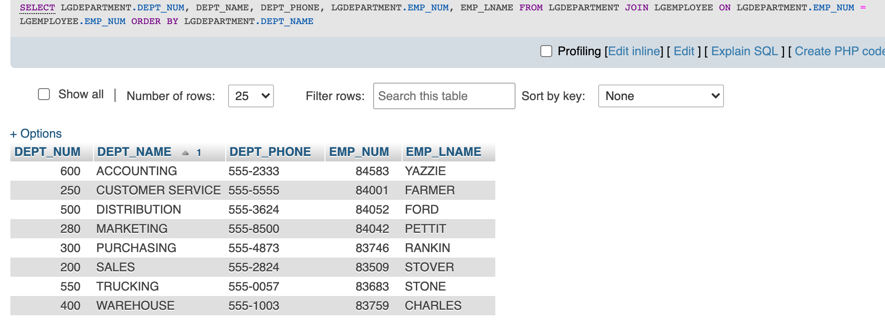 SELECT LGDEPARTMENT.DEPT_NUM, DEPT_NAME, DEPT_PHONE, LGDEPARTMENT.EMP_NUM, EMP_LNAME FROM LGDEPARTMENT JOIN LGEMPLOYEE ON LGDEPARTMENT.EMP_NUM =
LGEMPLOYEE.EMP_NUM ORDER BY LGDEPARTMENT.DEPT_NAME
Profiling [Edit inline] [ Edit ] [ Explain SQL ] [ Create PHP code
Show all | Number of rows: 25 Filter rows: Search this table Sort by key: None
+ Options
DEPT_NUM DEPT_NAME 1 DEPT_PHONE EMP_NUM EMP_LNAME
600 ACCOUNTING 555-2333 84583 YAZZIE
250 CUSTOMER SERVICE 555-5555 84001 FARMER
500 DISTRIBUTION 555-3624 84052 FORD
280 MARKETING 555-8500 84042 PETTIT
300 PURCHASING 555-4873 83746 RANKIN
200 SALES 555-2824 83509 STOVER
550 TRUCKING 555-0057 83683 STONE
400 WAREHOUSE 555-1003 83759 CHARLES